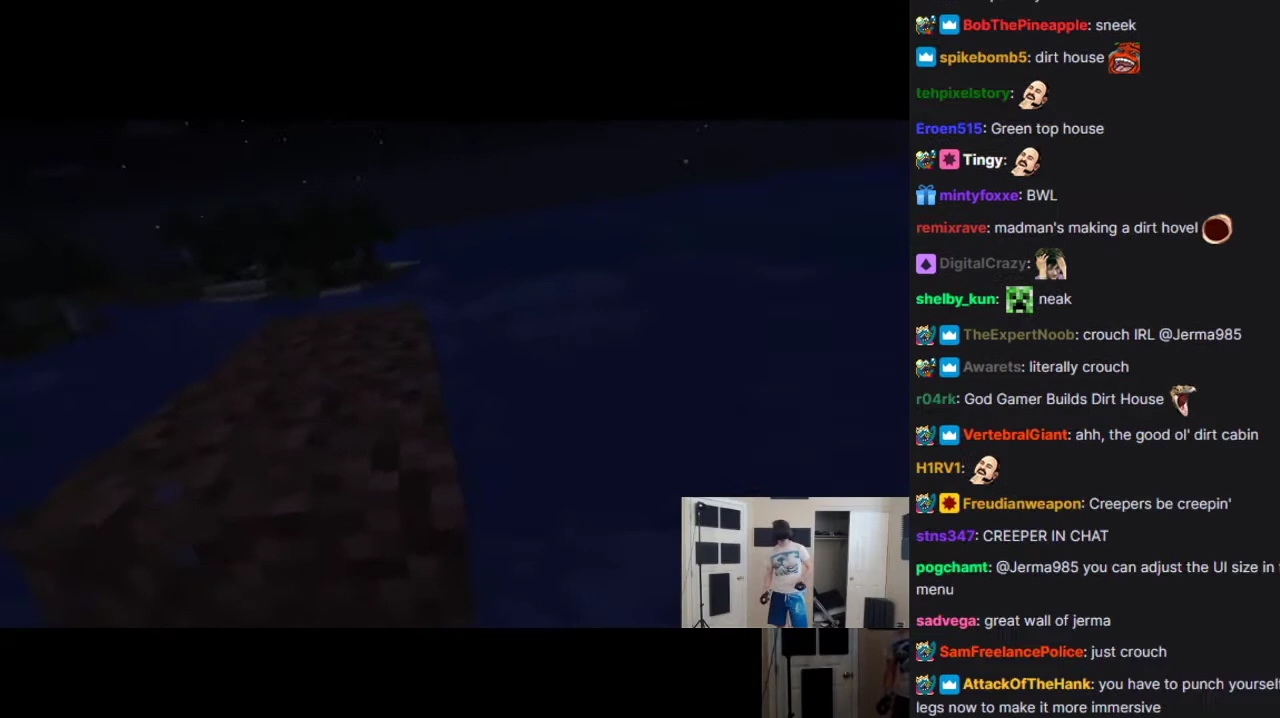 BobThePineapple: sneek
spikebomb5: dirt house
tehpixelstory:
Eroen515: Green top house
Tingy:
mintyfoxxe: BWL
remixrave: madman's making a dirt hovel
DigitalCrazy:
shelby_kun: neak
TheExpertNoob: crouch IRL @Jerma985
Awarets: literally crouch
r04rk: God Gamer Builds Dirt House
VertebralGiant: ahh, the good ol' dirt cabin
H1RV1:
Freudianweapon: Creepers be creepin'
stns347: CREEPER IN CHAT
pogchamt: @Jerma985 you can adjust the UI size in
menu
sadvega: great wall of jerma
SamFreelancePolice: just crouch
AttackOfTheHank: you have to punch yourself
legs now to make it more immersive